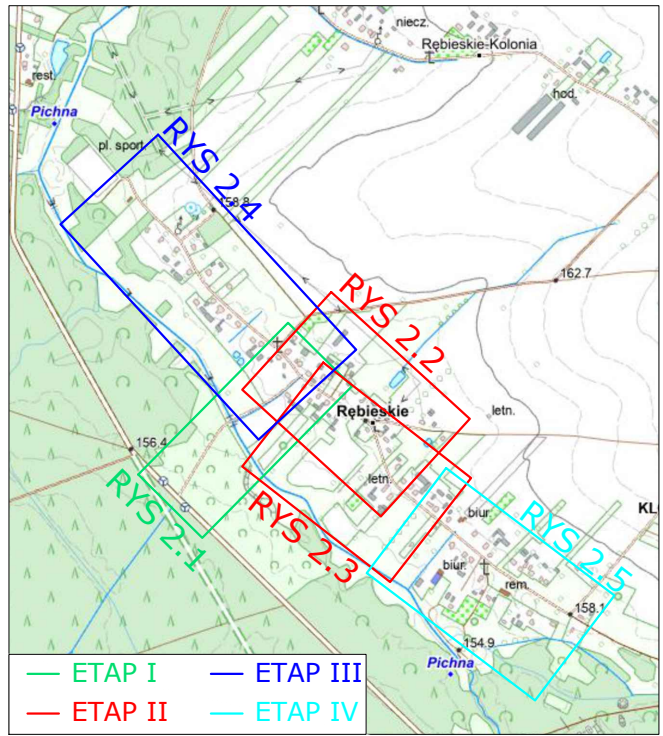 niecz.
Rębieskie-Kolonia
rest.
hod.
Pichna
pl. sport.
RYS 2.4
158.8
162.7
RYS 2.2
letn.
Rębieskie
156.4
letn.
RYS 2.1
RYS 2.3
biur.
RYS 2.5
KŁ
biur.
rem.
158.1
154.9
Pichna
ETAP I
ETAP III
ETAP II
ETAP IV